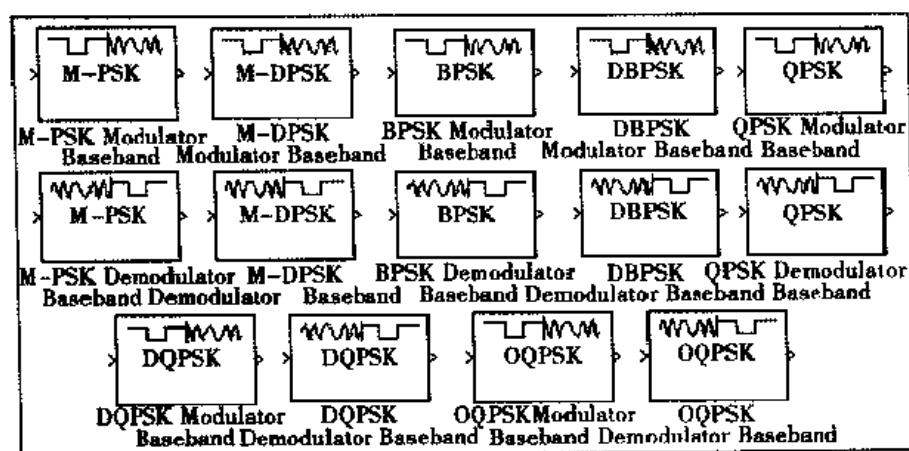 M-PSK M-DPSK BPSK DBPSK QPSK
M-PSK Modulator M-DPSK BPSK Modulator DBPSK QPSK Modulator
Baseband Modulator Baseband Baseband Modulator Baseband Baseband
M-PSK M-DPSK BPSK DBPSK QPSK
M-PSK Demodulator M-DPSK BPSK Demodulator DBPSK QPSK Demodulator
Baseband Demodulator Baseband Baseband Demodulator Baseband Baseband
DQPSK DQPSK OQPSK OQPSK
DQPSK Modulator DQPSK OQPSKModulator OQPSK
Baseband Demodulator Baseband Baseband Demodulator Baseband